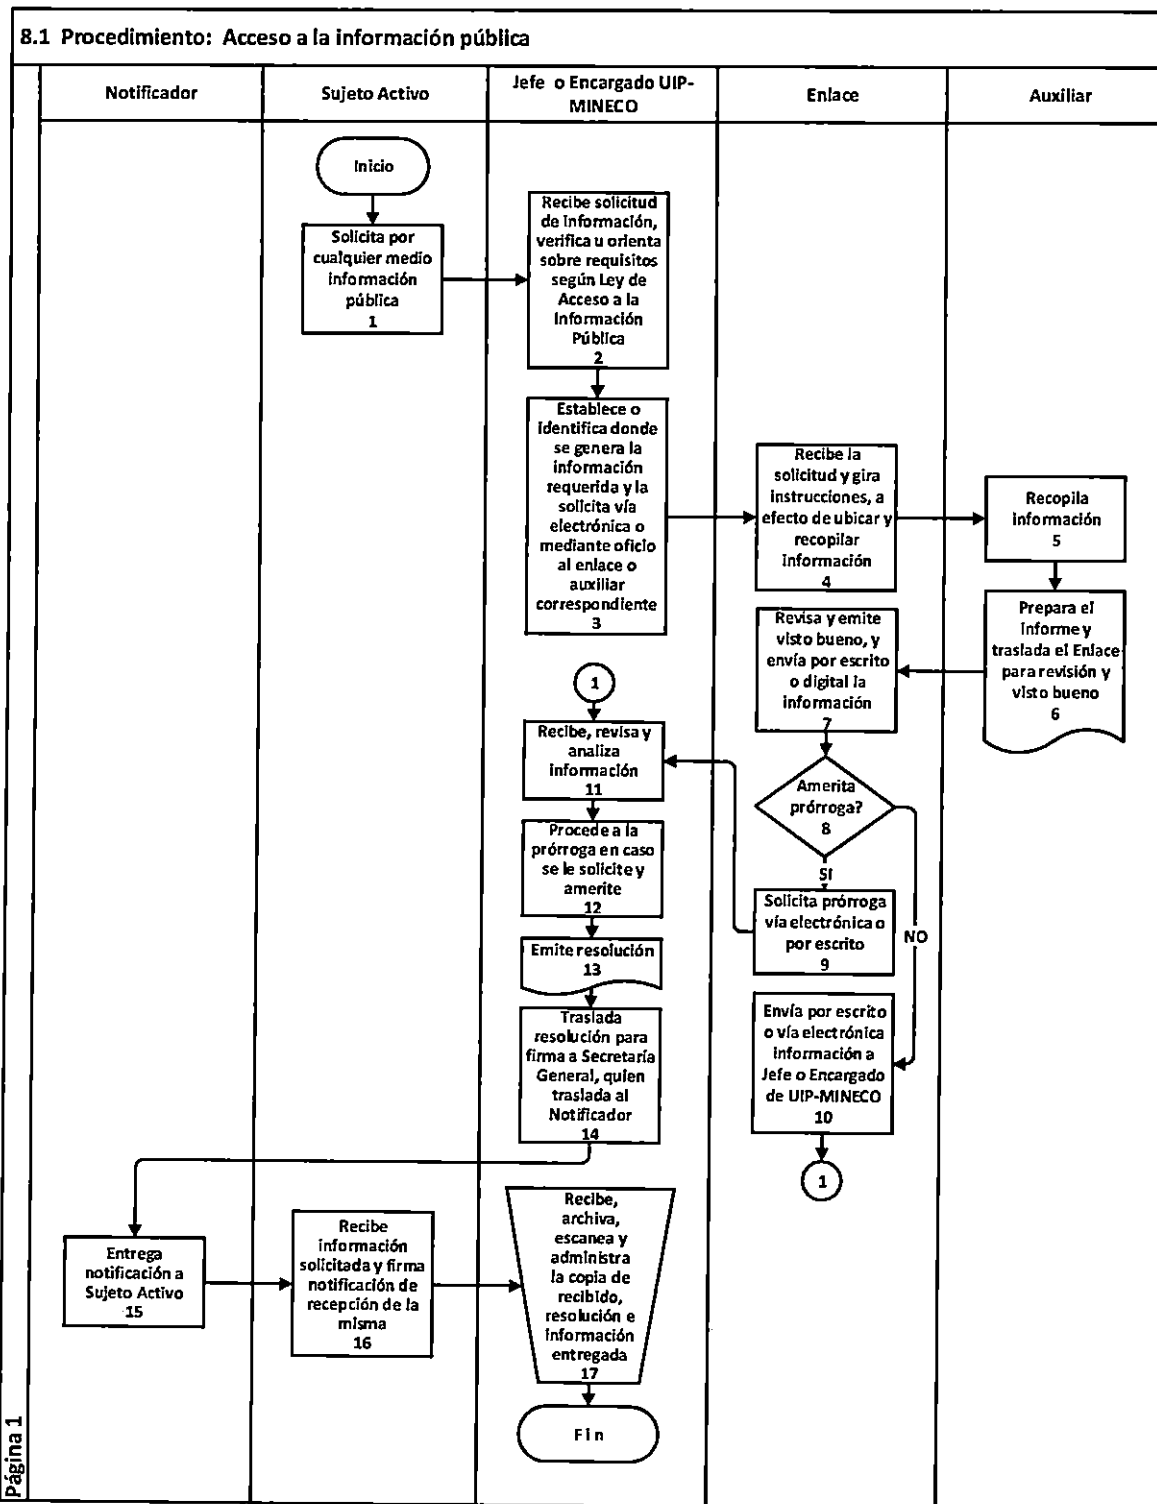 8.1 Procedimiento: Acceso a la información pública
Notificador
Sujeto Activo
Jefe o Encargado UIP-
MINECO
Enlace
Auxiliar
Inicio
Solicita por
cualquier medio
información
pública
1
Recibe solicitud
de información,
verifica u orienta
sobre requisitos
según Ley de
Acceso a la
Información
Pública
2
Establece o
identifica donde
se genera la
información
requerida y la
solicita vía
electrónica o
mediante oficio
al enlace o
auxiliar
correspondiente
3
Recibe la
solicitud y gira
instrucciones, a
efecto de ubicar y
recopilar
información
4
Recopila
información
5
Prepara el
Informe y
traslada el Enlace
para revisión y
visto bueno
6
Revisa y emite
visto bueno, y
envía por escrito
o digital la
información
7
Amerita
prórroga?
8
SI
NO
Solicita prórroga
vía electrónica o
por escrito
9
Envía por escrito
o vía electrónica
información a
Jefe o Encargado
de UIP-MINECO
10
1
1
Recibe, revisa y
analiza
información
11
Procede a la
prórroga en caso
se le solicite y
amerite
12
Emite resolución
13
Traslada
resolución para
firma a Secretaría
General, quien
traslada al
Notificador
14
Entrega
notificación a
Sujeto Activo
15
Recibe
información
solicitada y firma
notificación de
recepción de la
misma
16
Recibe,
archiva,
escanea y
administra
la copia de
recibido,
resolución e
información
entregada
17
Fin
Página 1